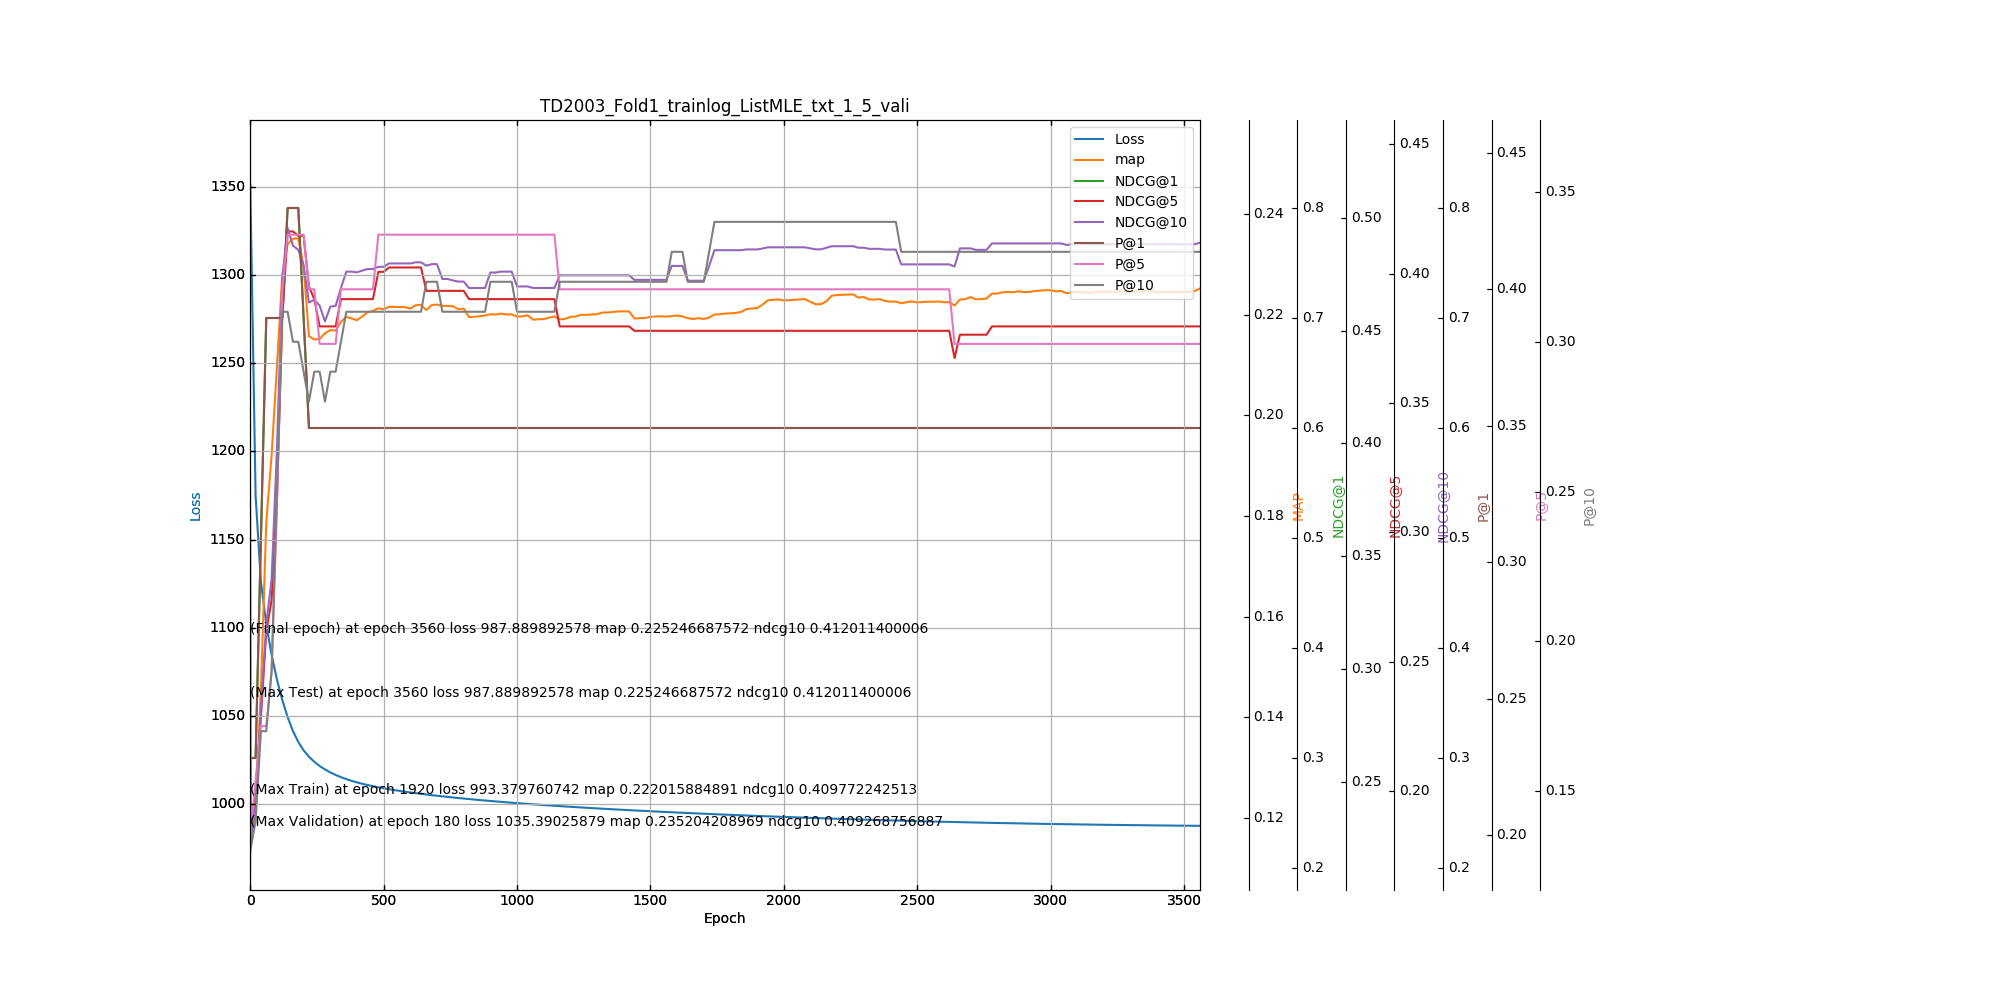 TD2003_Fold1_trainlog_ListMLE_txt_1_5_vali
Loss
map
NDCG@1
NDCG@5
NDCG@10
P@1
P@5
P@10
1350
1300
1250
1200
1150
1100
1050
1000
Loss
(Final epoch) at epoch 3560 loss 987.889892578 map 0.225246687572 ndcg10 0.412011400006
(Max Test) at epoch 3560 loss 987.889892578 map 0.225246687572 ndcg10 0.412011400006
(Max Train) at epoch 1920 loss 993.379760742 map 0.222015884891 ndcg10 0.409772242513
(Max Validation) at epoch 180 loss 1035.39025879 map 0.235204208969 ndcg10 0.409268756887
0 500 1000 1500 2000 2500 3000 3500
Epoch
0.24
0.22
0.20
0.18
0.16
0.14
0.12
MAP
0.8
0.7
0.6
0.5
0.4
0.3
0.2
NDCG@1
0.50
0.45
0.40
0.35
0.30
0.25
NDCG@5
0.45
0.40
0.35
0.30
0.25
0.20
NDCG@10
0.8
0.7
0.6
0.5
0.4
0.3
0.2
P@1
0.45
0.40
0.35
0.30
0.25
0.20
P@5
0.35
0.30
0.25
0.20
0.15
P@10